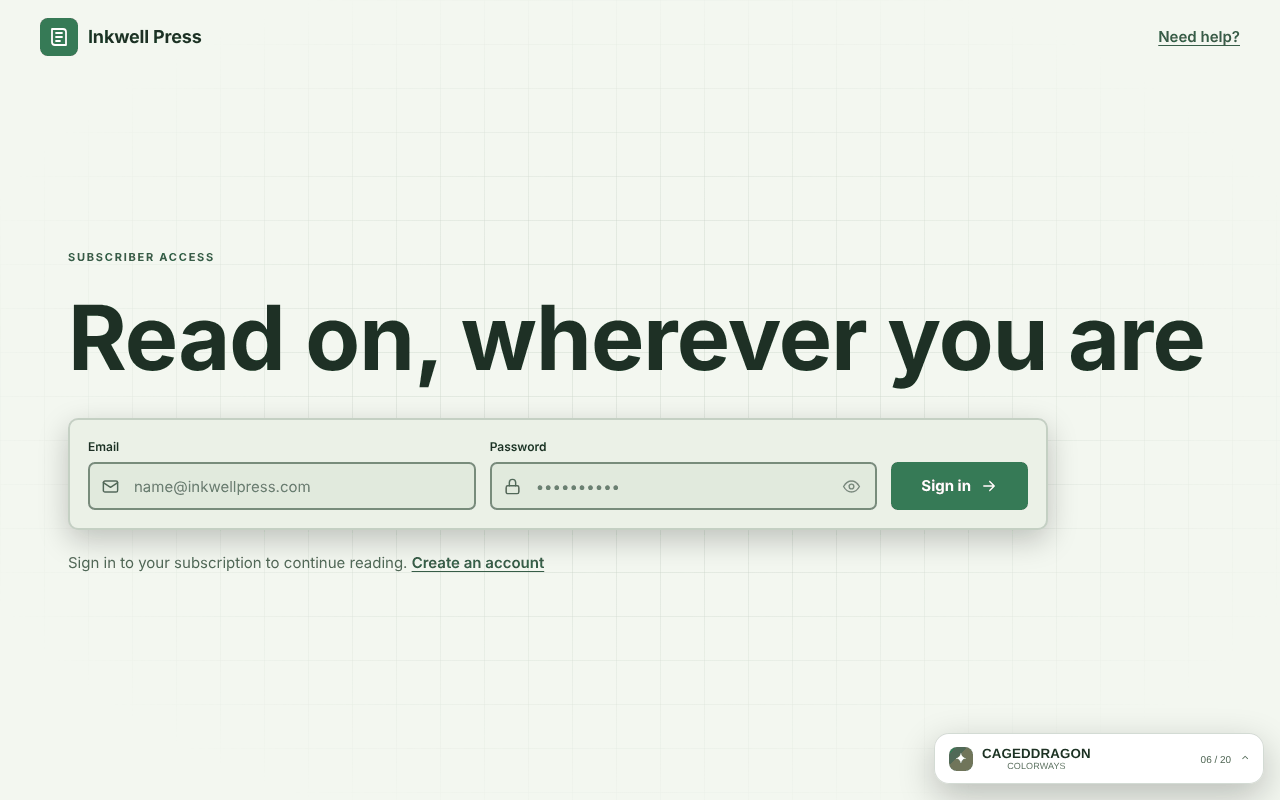 Inkwell Press
Need help?
SUBSCRIBER ACCESS
Read on, wherever you are
Email
Password
name@inkwellpress.com
••••••••••
Sign in
Sign in to your subscription to continue reading. Create an account
CAGEDDRAGON
COLORWAYS
06 / 20